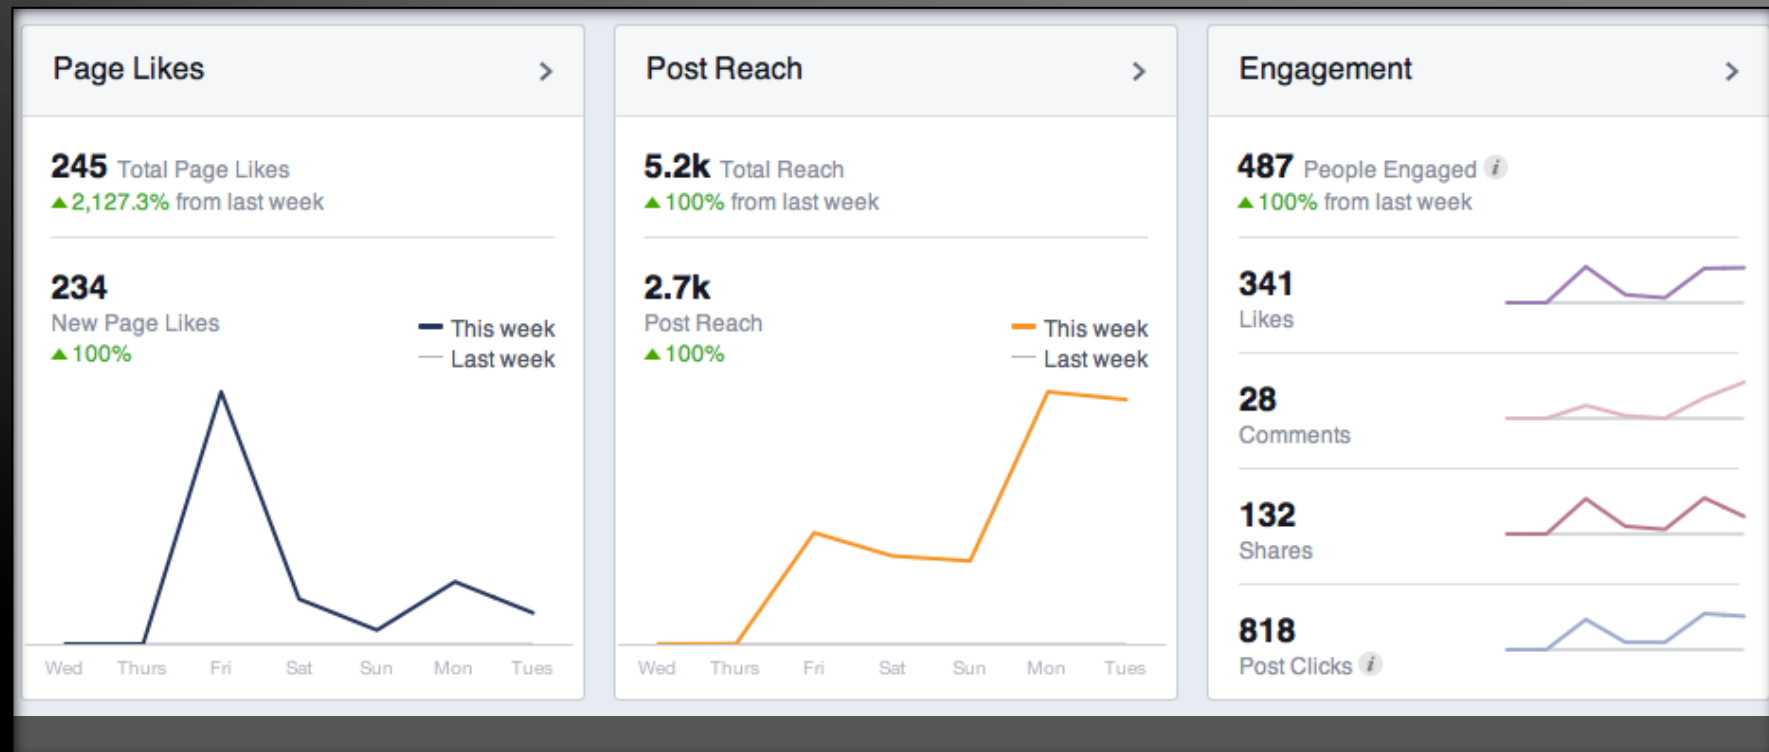 Page Likes
245 Total Page Likes
2,127.3% from last week
234
New Page Likes
100%
This week
Last week
Wed Thurs Fri Sat Sun Mon Tues
Post Reach
5.2k Total Reach
100% from last week
2.7k
Post Reach
100%
This week
Last week
Wed Thurs Fri Sat Sun Mon Tues
Engagement
487 People Engaged i
100% from last week
341
Likes
28
Comments
132
Shares
818
Post Clicks i